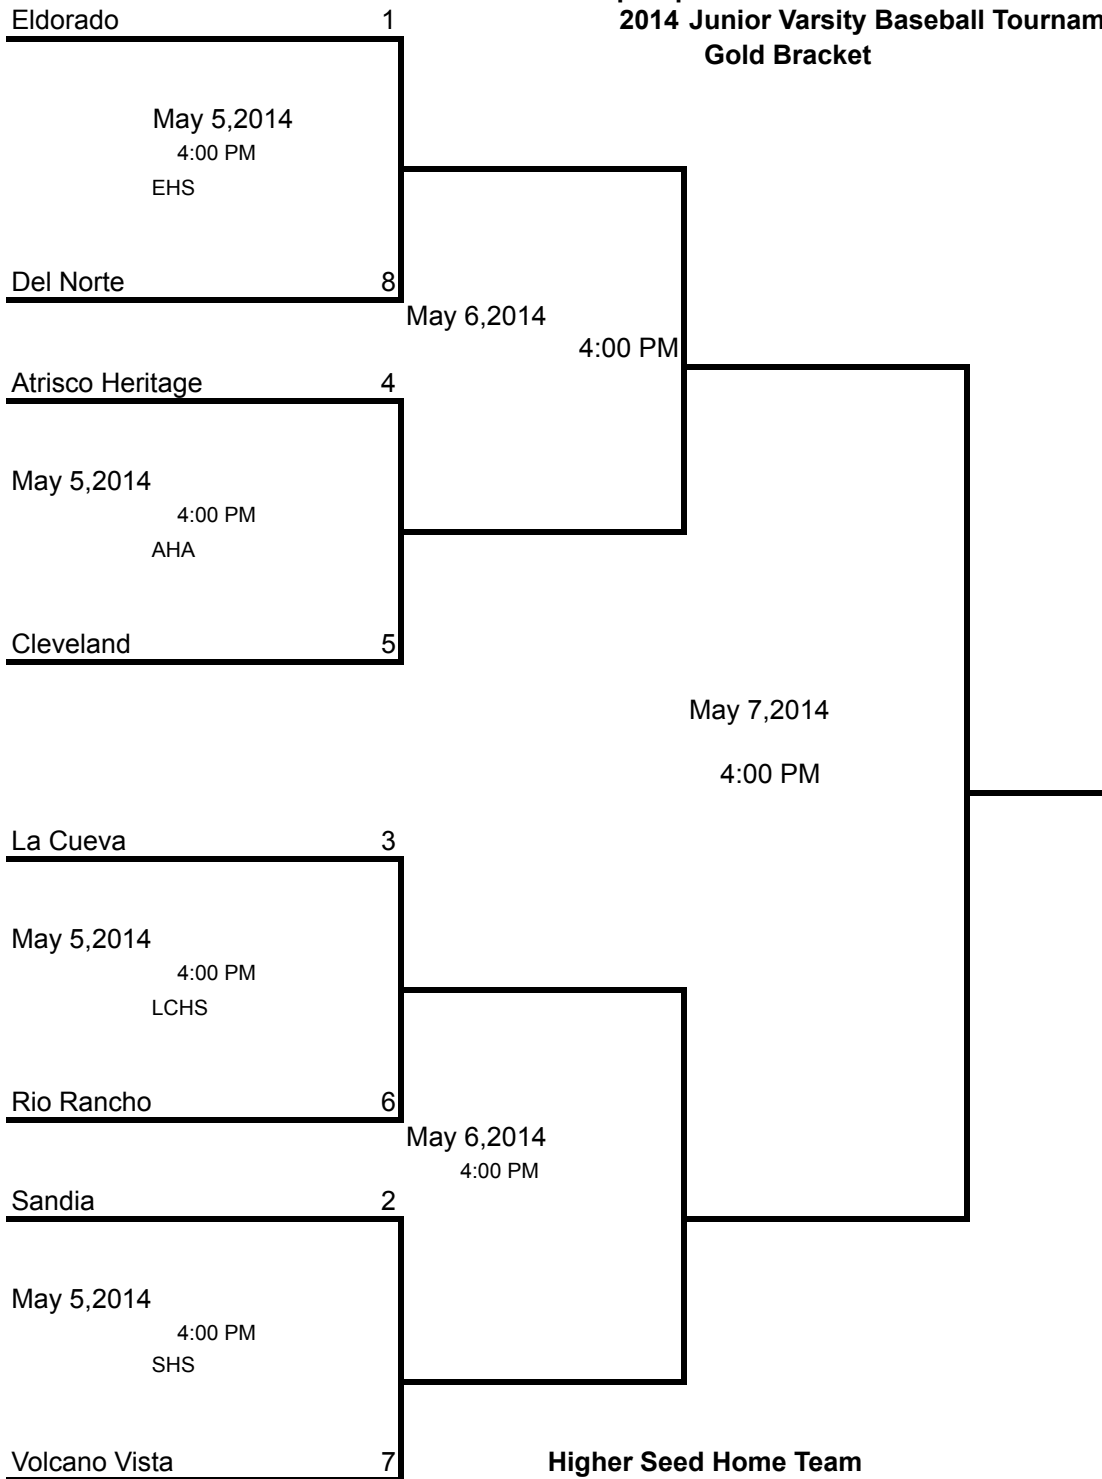 Eldorado 1
2014 Junior Varsity Baseball Tournam
Gold Bracket
May 5,2014
4:00 PM
EHS
Del Norte 8
May 6,2014
4:00 PM
Atrisco Heritage 4
May 5,2014
4:00 PM
AHA
Cleveland 5
May 7,2014
4:00 PM
La Cueva 3
May 5,2014
4:00 PM
LCHS
Rio Rancho 6
May 6,2014
4:00 PM
Sandia 2
May 5,2014
4:00 PM
SHS
Volcano Vista 7
Higher Seed Home Team